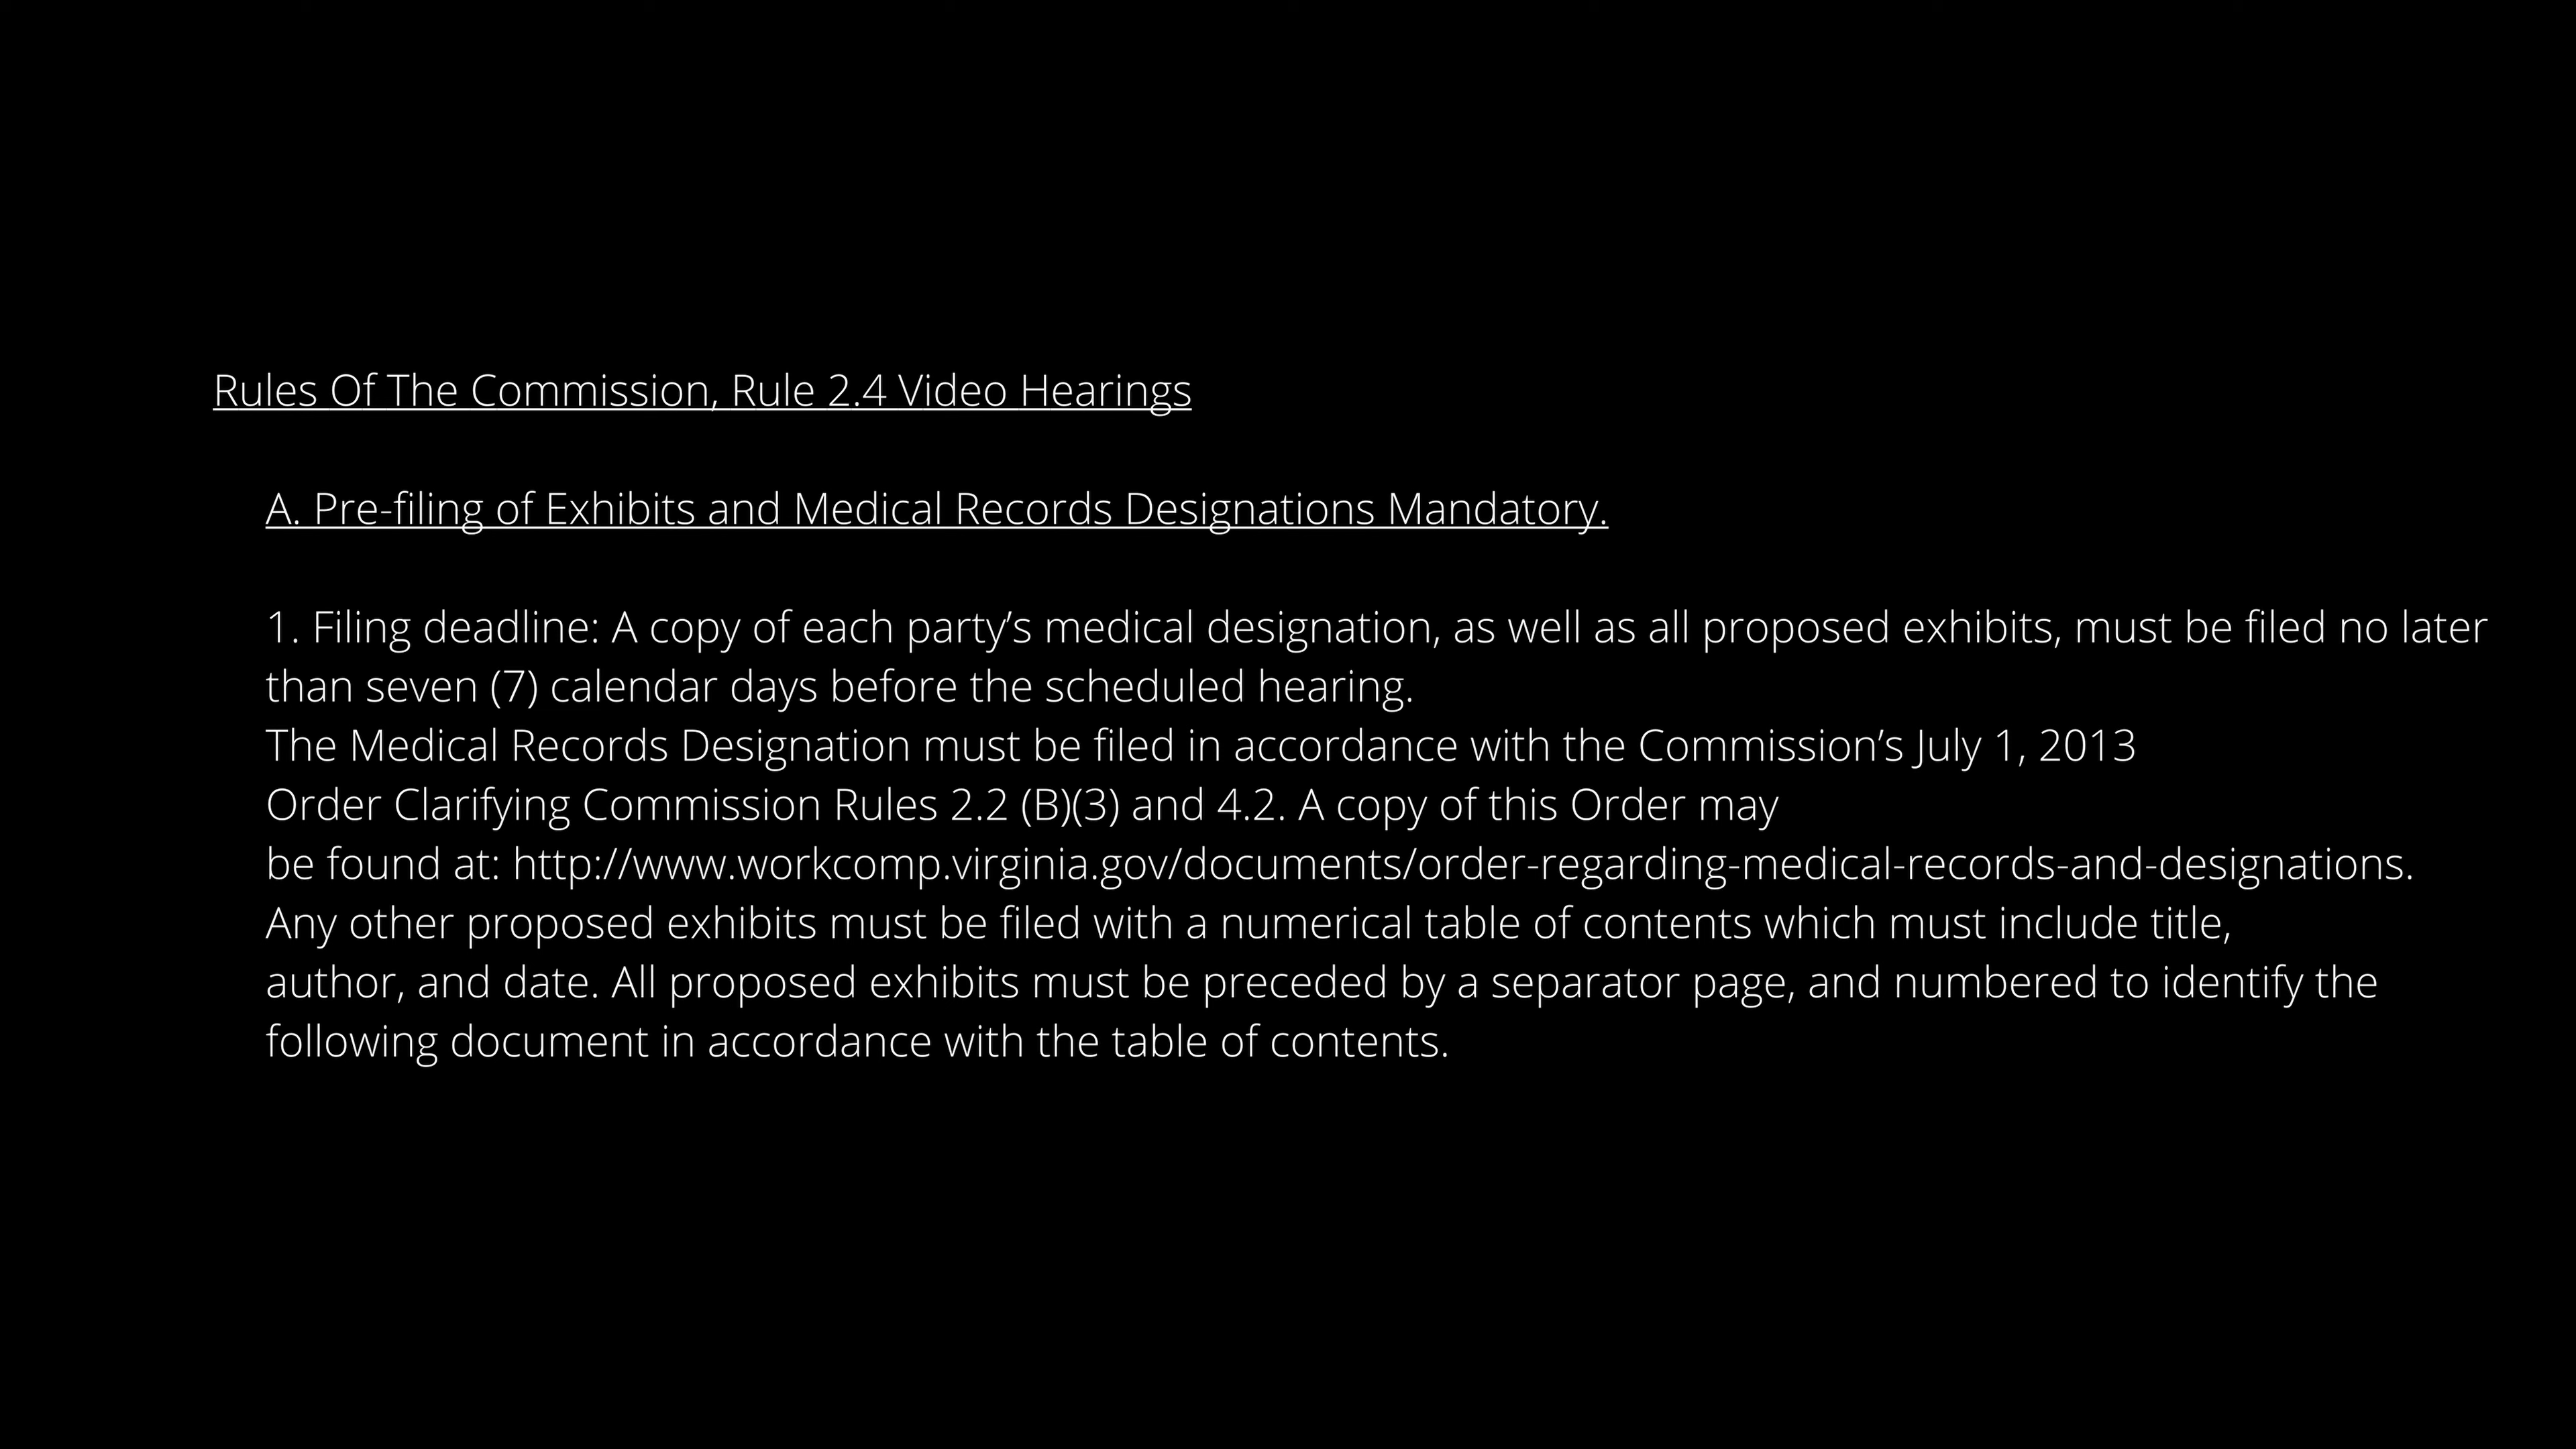 Rules Of The Commission, Rule 2.4 Video Hearings
A. Pre-filing of Exhibits and Medical Records Designations Mandatory.
1. Filing deadline: A copy of each party’s medical designation, as well as all proposed exhibits, must be filed no later
than seven (7) calendar days before the scheduled hearing.
The Medical Records Designation must be filed in accordance with the Commission’s July 1, 2013
Order Clarifying Commission Rules 2.2 (B)(3) and 4.2. A copy of this Order may
be found at: http://www.workcomp.virginia.gov/documents/order-regarding-medical-records-and-designations.
Any other proposed exhibits must be filed with a numerical table of contents which must include title,
author, and date. All proposed exhibits must be preceded by a separator page, and numbered to identify the
following document in accordance with the table of contents.